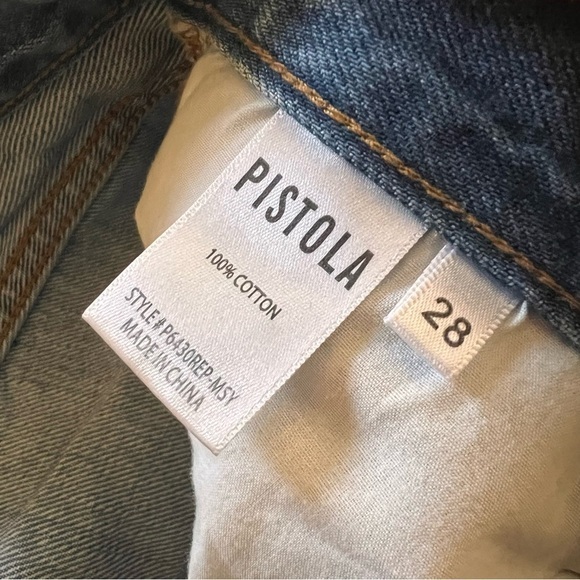 PISTOLA
100% COTTON
STYLE# P6430REP-MSY
MADE IN CHINA
28